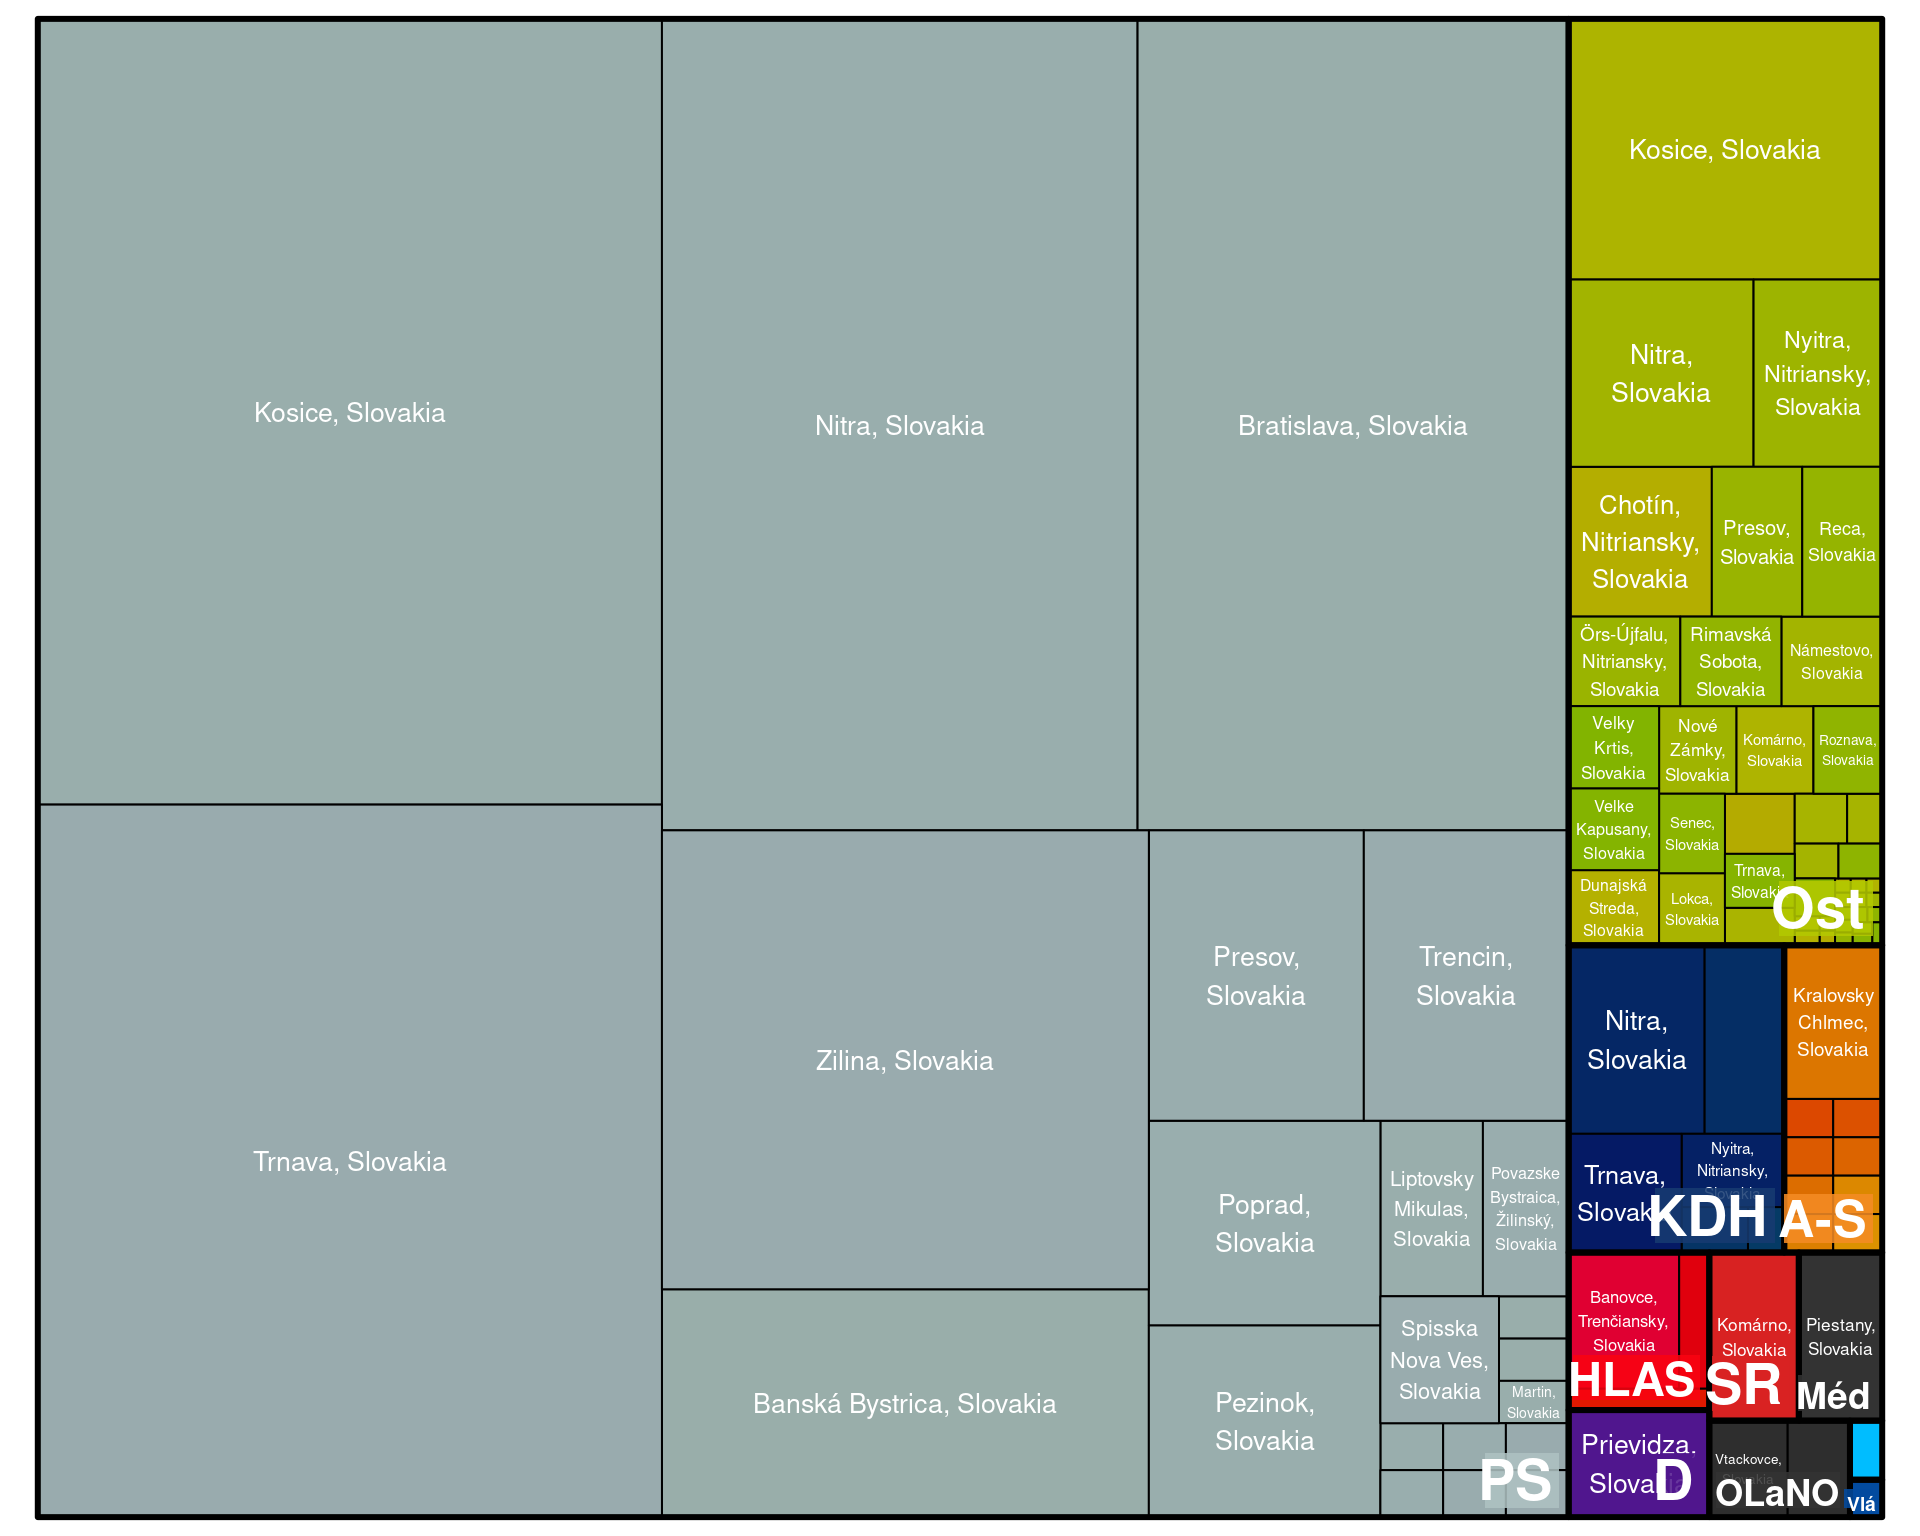 Kosice, Slovakia
Nitra, Slovakia
Bratislava, Slovakia
Trnava, Slovakia
Zilina, Slovakia
Banská Bystrica, Slovakia
Presov,
Slovakia
Trencin,
Slovakia
Poprad,
Slovakia
Liptovsky
Mikulas,
Slovakia
Povazske
Bystraica,
Žilinský,
Slovakia
Pezinok,
Slovakia
Spisska
Nova Ves,
Slovakia
Martin,
Slovakia
PS
Kosice, Slovakia
Nitra,
Slovakia
Nyitra,
Nitriansky,
Slovakia
Chotín,
Nitriansky,
Slovakia
Presov,
Slovakia
Reca,
Slovakia
Örs-Újfalu,
Nitriansky,
Slovakia
Rimavská
Sobota,
Slovakia
Námestovo,
Slovakia
Velky
Krtis,
Slovakia
Nové
Zámky,
Slovakia
Komárno,
Slovakia
Roznava,
Slovakia
Velke
Kapusany,
Slovakia
Senec,
Slovakia
Trnava,
Slovakia
Dunajská
Streda,
Slovakia
Lokca,
Slovakia
Ost
Nitra,
Slovakia
Trnava,
Slovakia
Nyitra,
Nitriansky,
Slovakia
KDH
Kralovsky
Chlmec,
Slovakia
A-S
Banovce,
Trenčiansky,
Slovakia
HLAS
Komárno,
Slovakia
SR
Piestany,
Slovakia
Méd
Prievidza,
Slovakia
D
Vtackovce,
Slovakia
OLaNO
Vlá